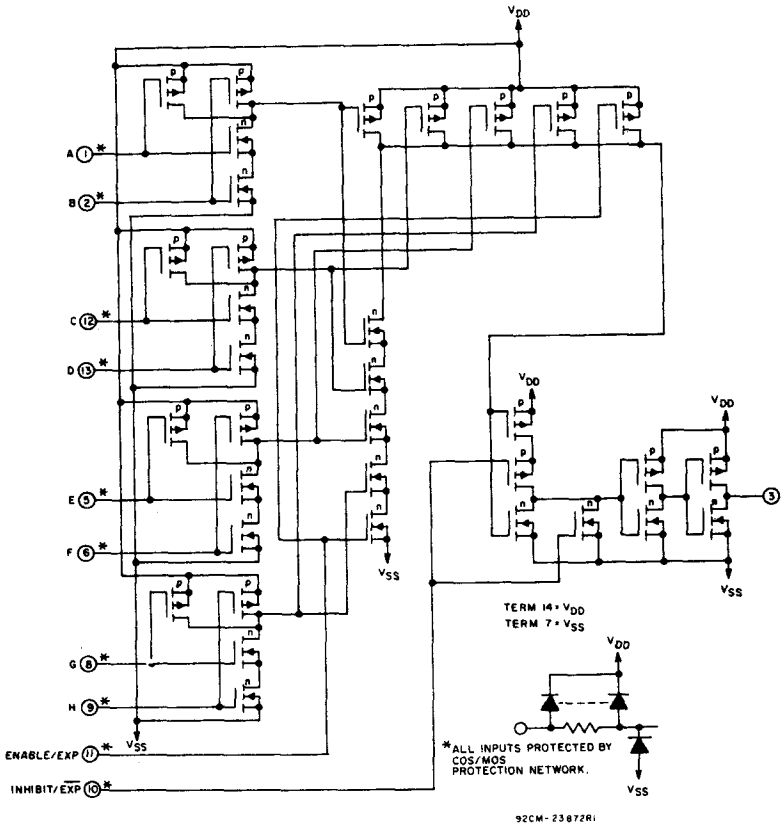 VDD
p
p
n
n
A 1 *
B 2 *
p
p
n
n
C 12 *
D 13 *
p
p
n
n
E 5 *
F 6 *
p
p
n
n
G 8 *
H 9 *
VSS
ENABLE/EXP 11 *
INHIBIT/EXP 10 *
p
p
p
p
p
n
n
n
n
n
VSS
VDD
p
p
n
n
VDD
p
p
n
n
3
VSS
TERM 14 = VDD
TERM 7 = VSS
VDD
* ALL INPUTS PROTECTED BY
COS/MOS
PROTECTION NETWORK.
VSS
92CM-23872R1